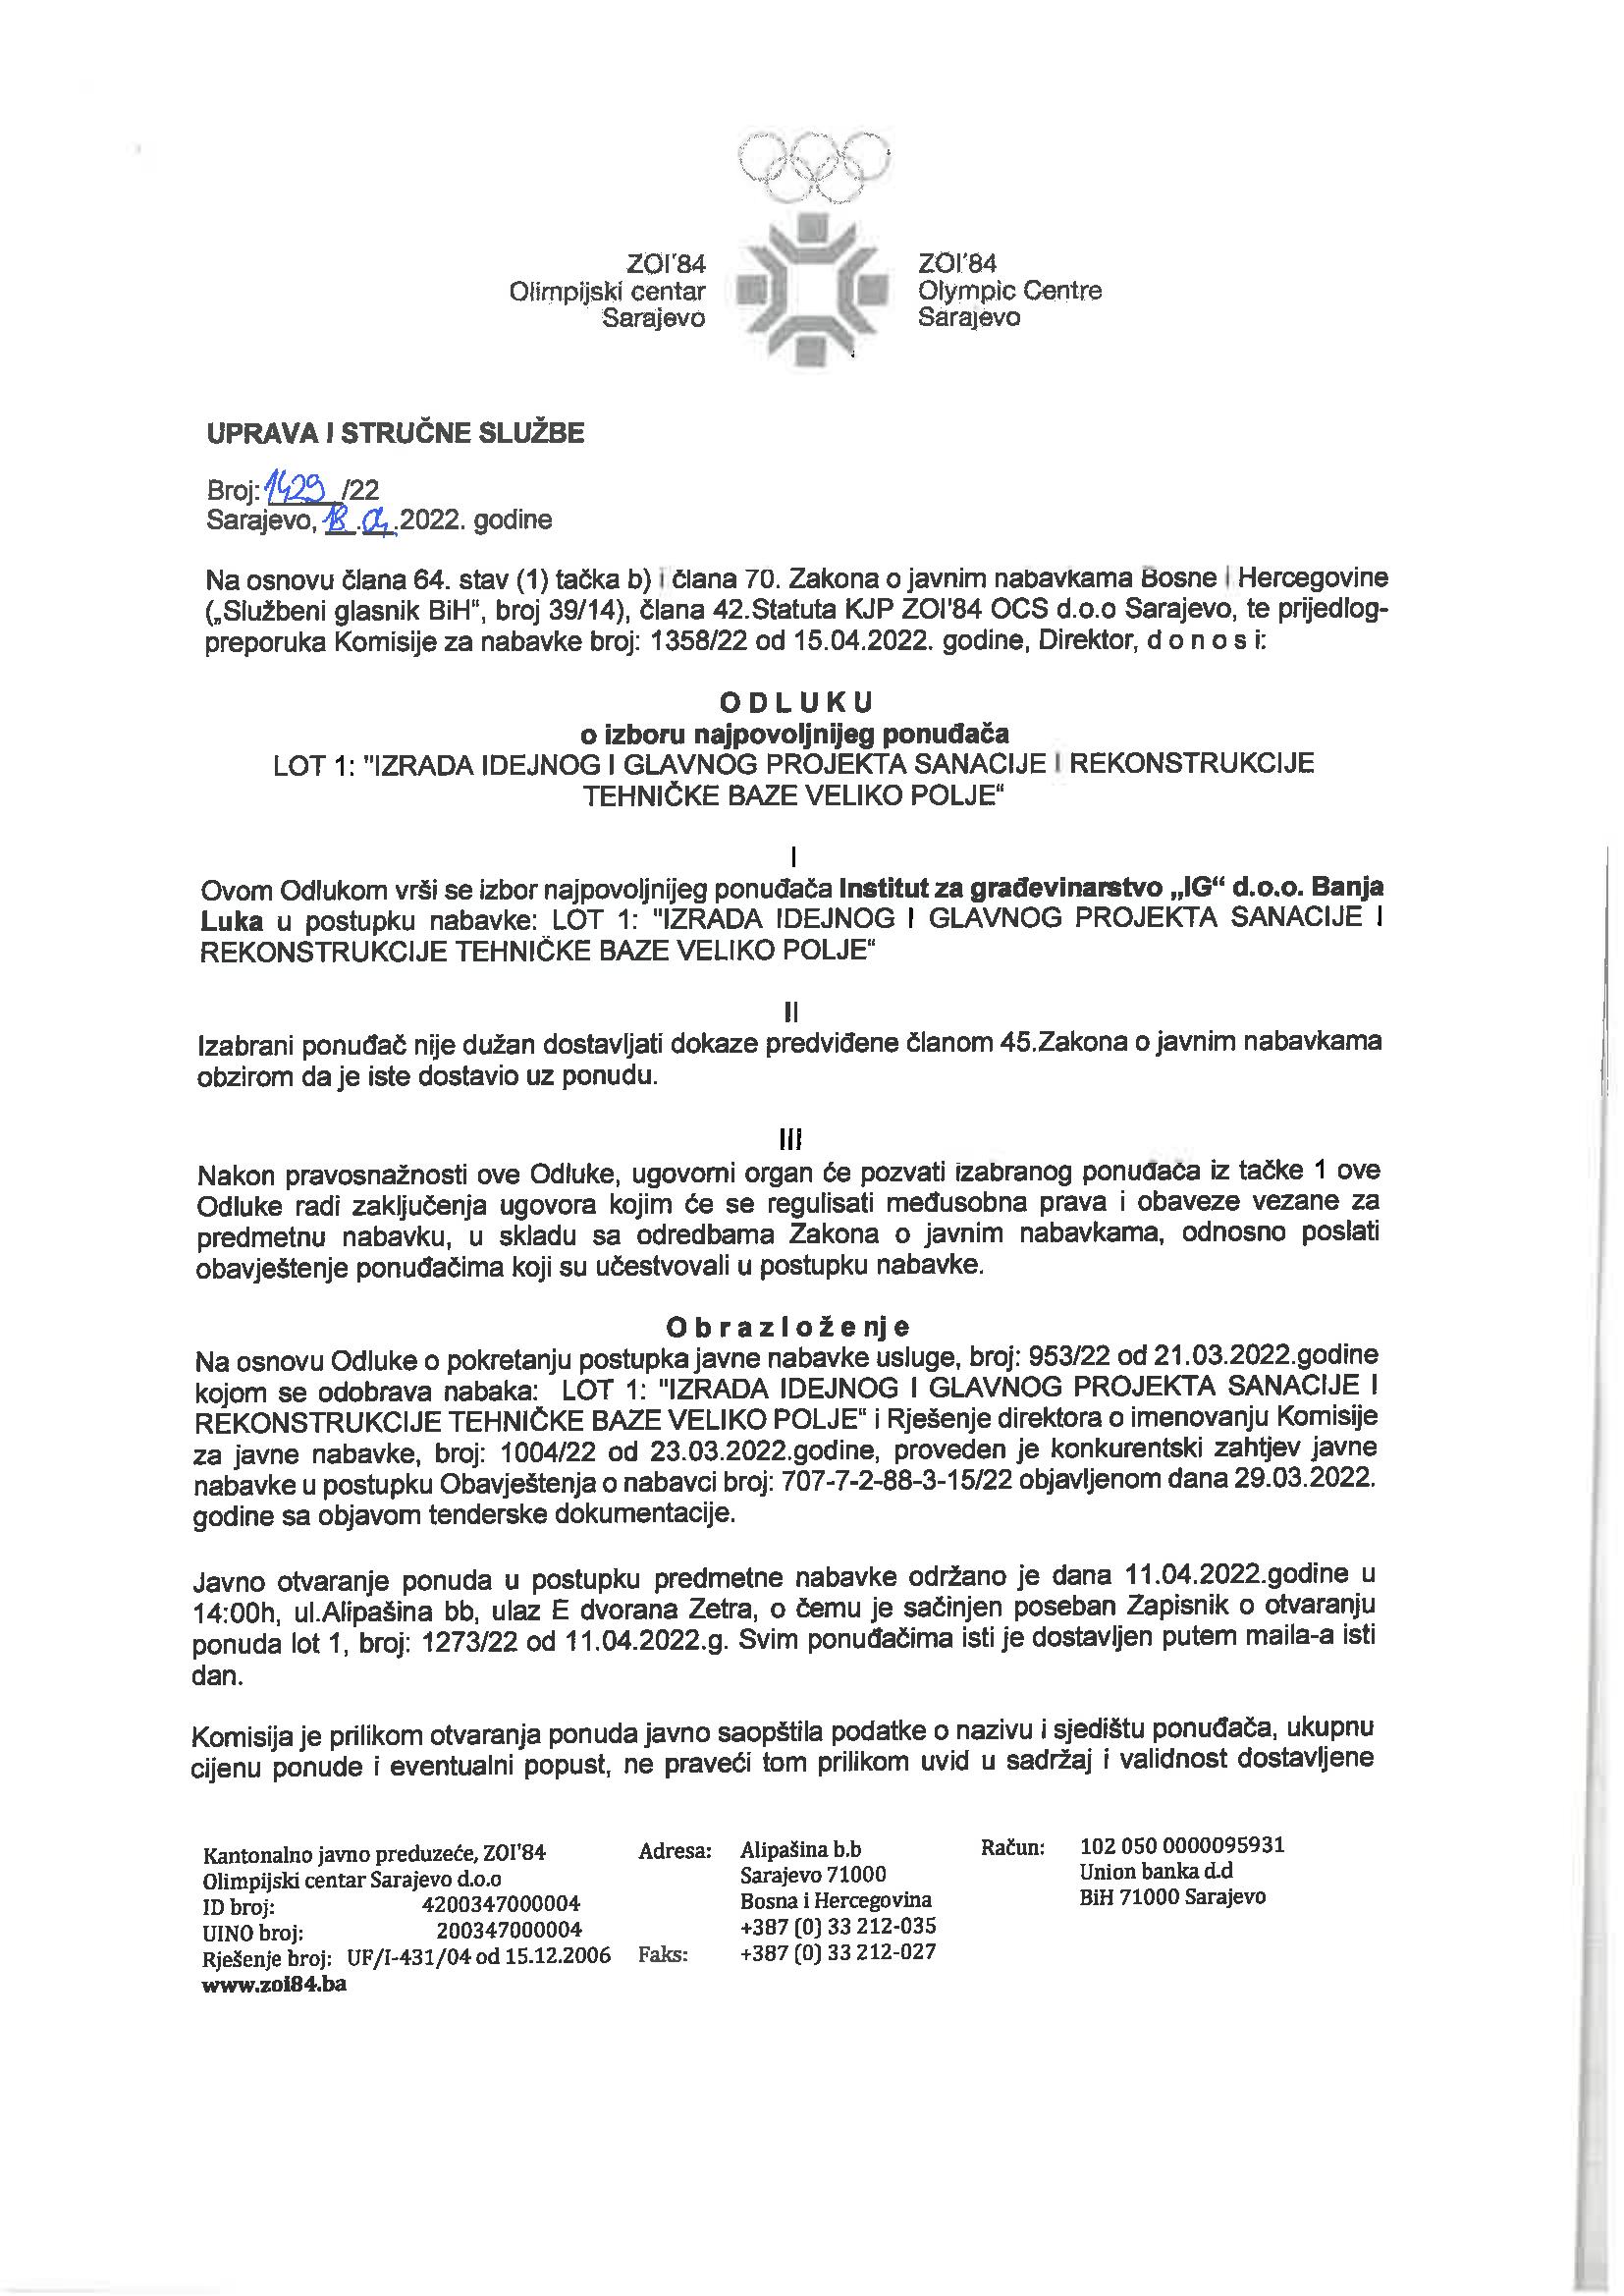 ZOI'84
Olimpijski centar
Sarajevo
ZOI'84
Olympic Centre
Sarajevo
UPRAVA I STRUČNE SLUŽBE
Broj: 1429 /22
Sarajevo, 18.04.2022. godine
Na osnovu člana 64. stav (1) tačka b) i člana 70. Zakona o javnim nabavkama Bosne i Hercegovine
(„Službeni glasnik BiH“, broj 39/14), člana 42.Statuta KJP ZOI'84 OCS d.o.o Sarajevo, te prijedlog-
preporuka Komisije za nabavke broj: 1358/22 od 15.04.2022. godine, Direktor, d o n o s i:
O D L U K U
o izboru najpovoljnijeg ponuđača
LOT 1: "IZRADA IDEJNOG I GLAVNOG PROJEKTA SANACIJE I REKONSTRUKCIJE
TEHNIČKE BAZE VELIKO POLJE“
I
Ovom Odlukom vrši se izbor najpovoljnijeg ponuđača Institut za građevinarstvo „IG“ d.o.o. Banja
Luka u postupku nabavke: LOT 1: "IZRADA IDEJNOG I GLAVNOG PROJEKTA SANACIJE I
REKONSTRUKCIJE TEHNIČKE BAZE VELIKO POLJE“
II
Izabrani ponuđač nije dužan dostavljati dokaze predviđene članom 45.Zakona o javnim nabavkama
obzirom da je iste dostavio uz ponudu.
III
Nakon pravosnažnosti ove Odluke, ugovorni organ će pozvati izabranog ponuđača iz tačke 1 ove
Odluke radi zaključenja ugovora kojim će se regulisati međusobna prava i obaveze vezane za
predmetnu nabavku, u skladu sa odredbama Zakona o javnim nabavkama, odnosno poslati
obavještenje ponuđačima koji su učestvovali u postupku nabavke.
O b r a z l o ž e nj e
Na osnovu Odluke o pokretanju postupka javne nabavke usluge, broj: 953/22 od 21.03.2022.godine
kojom se odobrava nabaka: LOT 1: "IZRADA IDEJNOG I GLAVNOG PROJEKTA SANACIJE I
REKONSTRUKCIJE TEHNIČKE BAZE VELIKO POLJE“ i Rješenje direktora o imenovanju Komisije
za javne nabavke, broj: 1004/22 od 23.03.2022.godine, proveden je konkurentski zahtjev javne
nabavke u postupku Obavještenja o nabavci broj: 707-7-2-88-3-15/22 objavljenom dana 29.03.2022.
godine sa objavom tenderske dokumentacije.
Javno otvaranje ponuda u postupku predmetne nabavke održano je dana 11.04.2022.godine u
14:00h, ul.Alipašina bb, ulaz E dvorana Zetra, o čemu je sačinjen poseban Zapisnik o otvaranju
ponuda lot 1, broj: 1273/22 od 11.04.2022.g. Svim ponuđačima isti je dostavljen putem maila-a isti
dan.
Komisija je prilikom otvaranja ponuda javno saopštila podatke o nazivu i sjedištu ponuđača, ukupnu
cijenu ponude i eventualni popust, ne praveći tom prilikom uvid u sadržaj i validnost dostavljene
Kantonalno javno preduzeće, ZOI'84
Olimpijski centar Sarajevo d.o.o
ID broj: 4200347000004
UINO broj: 200347000004
Rješenje broj: UF/I-431/04 od 15.12.2006
www.zoi84.ba
Adresa: Alipašina b.b
Sarajevo 71000
Bosna i Hercegovina
+387 (0) 33 212-035
Faks: +387 (0) 33 212-027
Račun: 102 050 0000095931
Union banka d.d
BiH 71000 Sarajevo